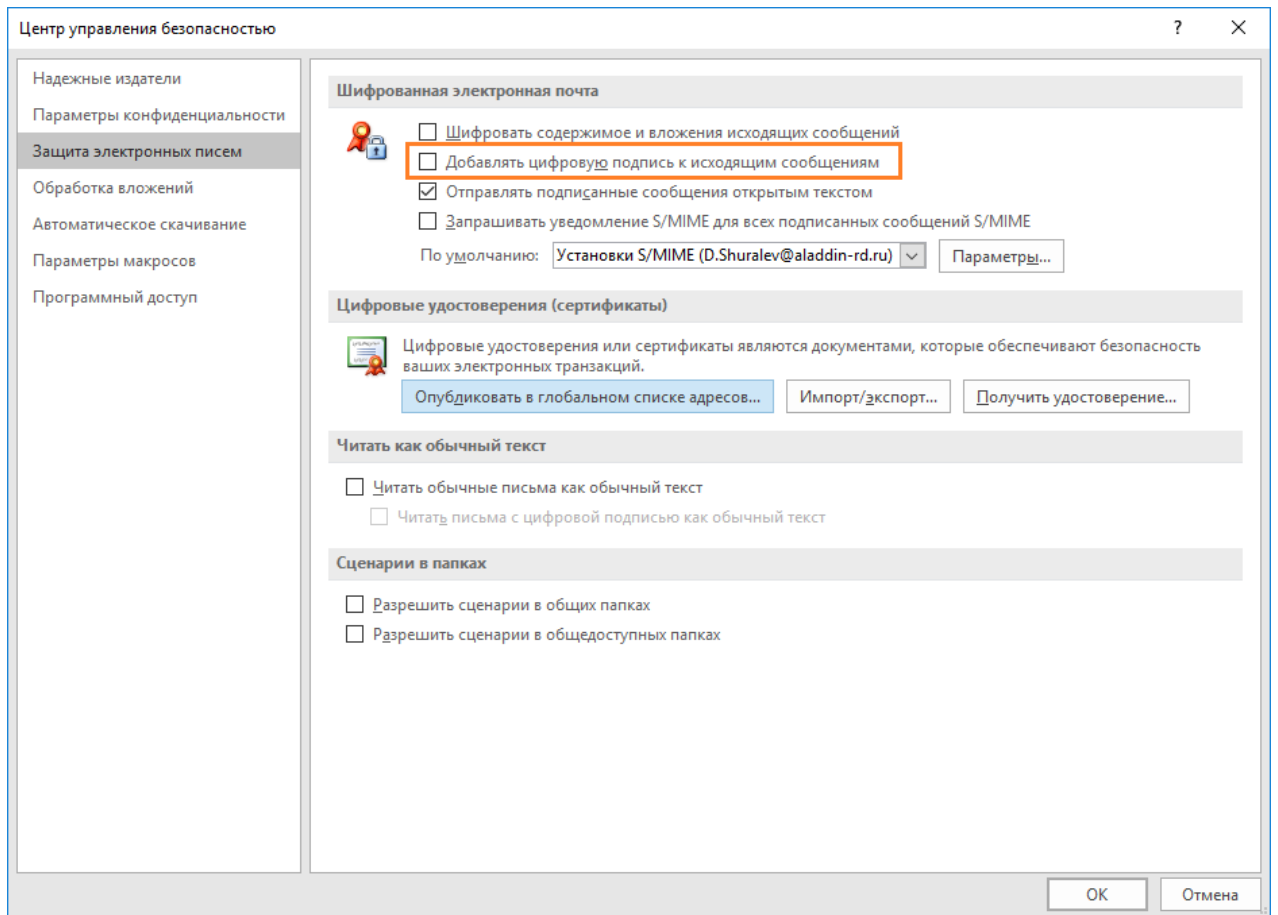 Центр управления безопасностью
?
Надежные издатели
Параметры конфиденциальности
Защита электронных писем
Обработка вложений
Автоматическое скачивание
Параметры макросов
Программный доступ
Шифрованная электронная почта
Шифровать содержимое и вложения исходящих сообщений
Добавлять цифровую подпись к исходящим сообщениям
Отправлять подписанные сообщения открытым текстом
Запрашивать уведомление S/MIME для всех подписанных сообщений S/MIME
По умолчанию: Установки S/MIME (D.Shuralev@aladdin-rd.ru) Параметры...
Цифровые удостоверения (сертификаты)
Цифровые удостоверения или сертификаты являются документами, которые обеспечивают безопасность
ваших электронных транзакций.
Опубликовать в глобальном списке адресов... Импорт/экспорт... Получить удостоверение...
Читать как обычный текст
Читать обычные письма как обычный текст
Читать письма с цифровой подписью как обычный текст
Сценарии в папках
Разрешить сценарии в общих папках
Разрешить сценарии в общедоступных папках
ОК Отмена